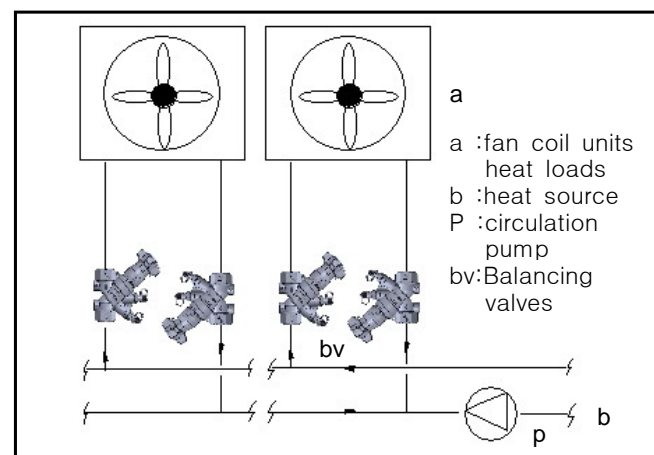 a
a :fan coil units
heat loads
b :heat source
P :circulation
pump
bv:Balancing
valves
bv
b
p